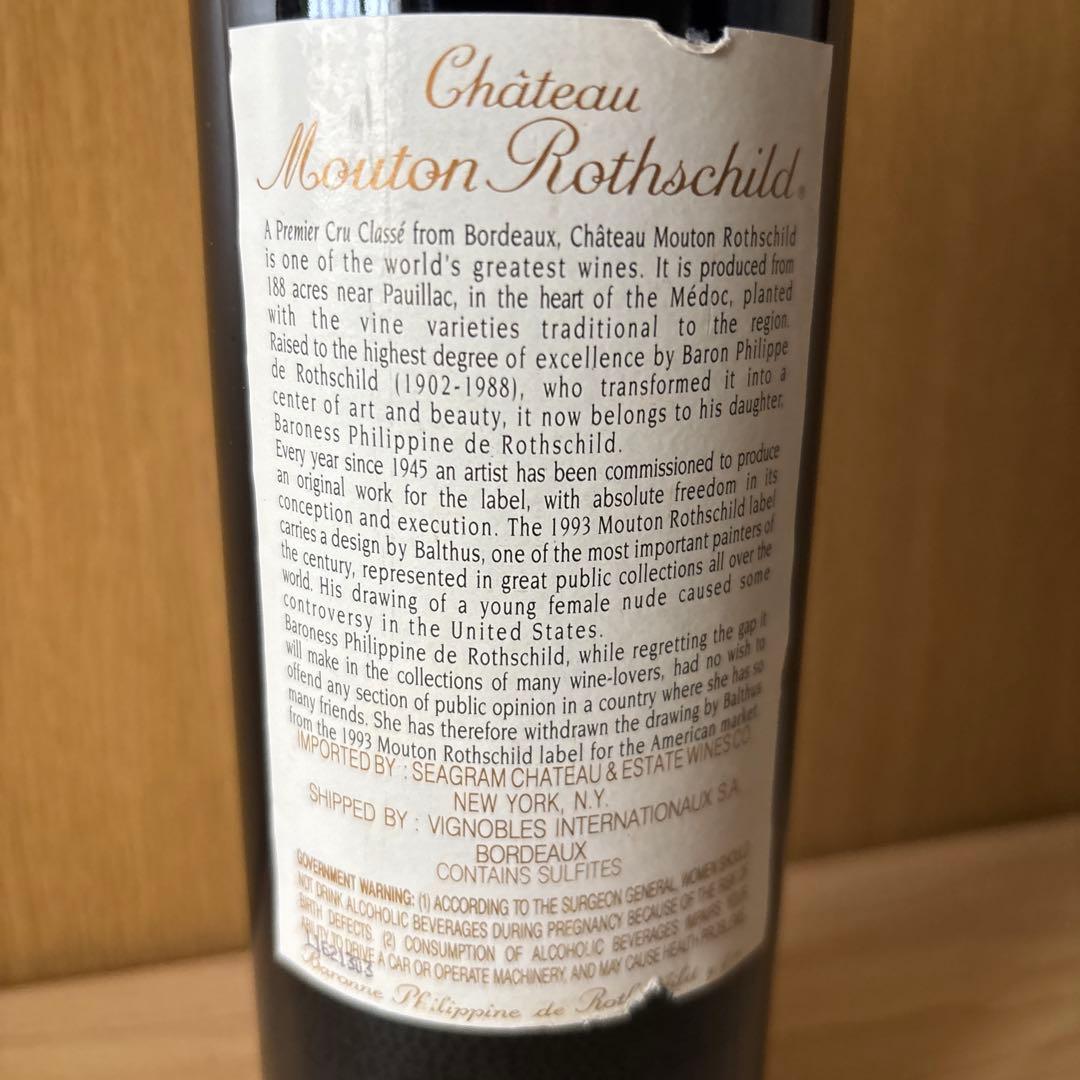 Château
Mouton Rothschild
A Premier Cru Classé from Bordeaux, Château Mouton Rothschild
is one of the world's greatest wines. It is produced from
188 acres near Pauillac, in the heart of the Médoc, planted
with the vine varieties traditional to the region.
Raised to the highest degree of excellence by Baron Philippe
de Rothschild (1902-1988), who transformed it into a
center of art and beauty, it now belongs to his daughter,
Baroness Philippine de Rothschild.
Every year since 1945 an artist has been commissioned to produce
an original work for the label, with absolute freedom in its
conception and execution. The 1993 Mouton Rothschild label
carries a design by Balthus, one of the most important painters of
the century, represented in great public collections all over the
world. His drawing of a young female nude caused some
controversy in the United States.
Baroness Philippine de Rothschild, while regretting the gap it
will make in the collections of many wine-lovers, had no wish to
offend any section of public opinion in a country where she has so
many friends. She has therefore withdrawn the drawing by Balthus
from the 1993 Mouton Rothschild label for the American market.
IMPORTED BY : SEAGRAM CHATEAU & ESTATE WINES CO.
NEW YORK, N.Y.
SHIPPED BY : VIGNOBLES INTERNATIONAUX S.A.
BORDEAUX
CONTAINS SULFITES
GOVERNMENT WARNING: (1) ACCORDING TO THE SURGEON GENERAL, WOMEN SHOULD
NOT DRINK ALCOHOLIC BEVERAGES DURING PREGNANCY BECAUSE OF THE RISK OF
BIRTH DEFECTS. (2) CONSUMPTION OF ALCOHOLIC BEVERAGES IMPAIRS YOUR
ABILITY TO DRIVE A CAR OR OPERATE MACHINERY, AND MAY CAUSE HEALTH PROBLEMS.
Baronne Philippine de Rothschild